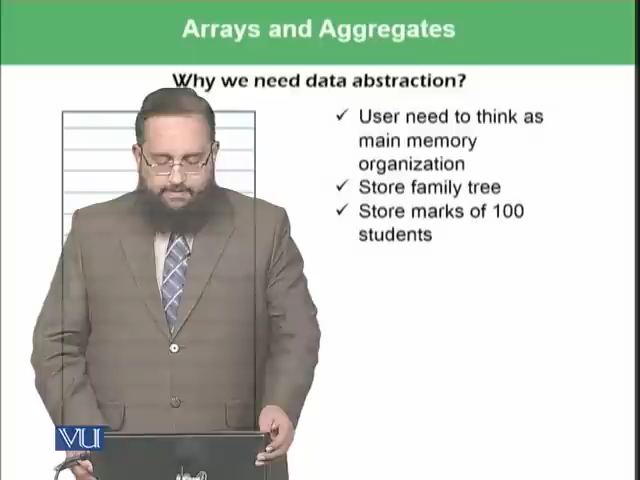 Arrays and Aggregates
Why we need data abstraction?
✓ User need to think as
main memory
organization
✓ Store family tree
✓ Store marks of 100
students
VU